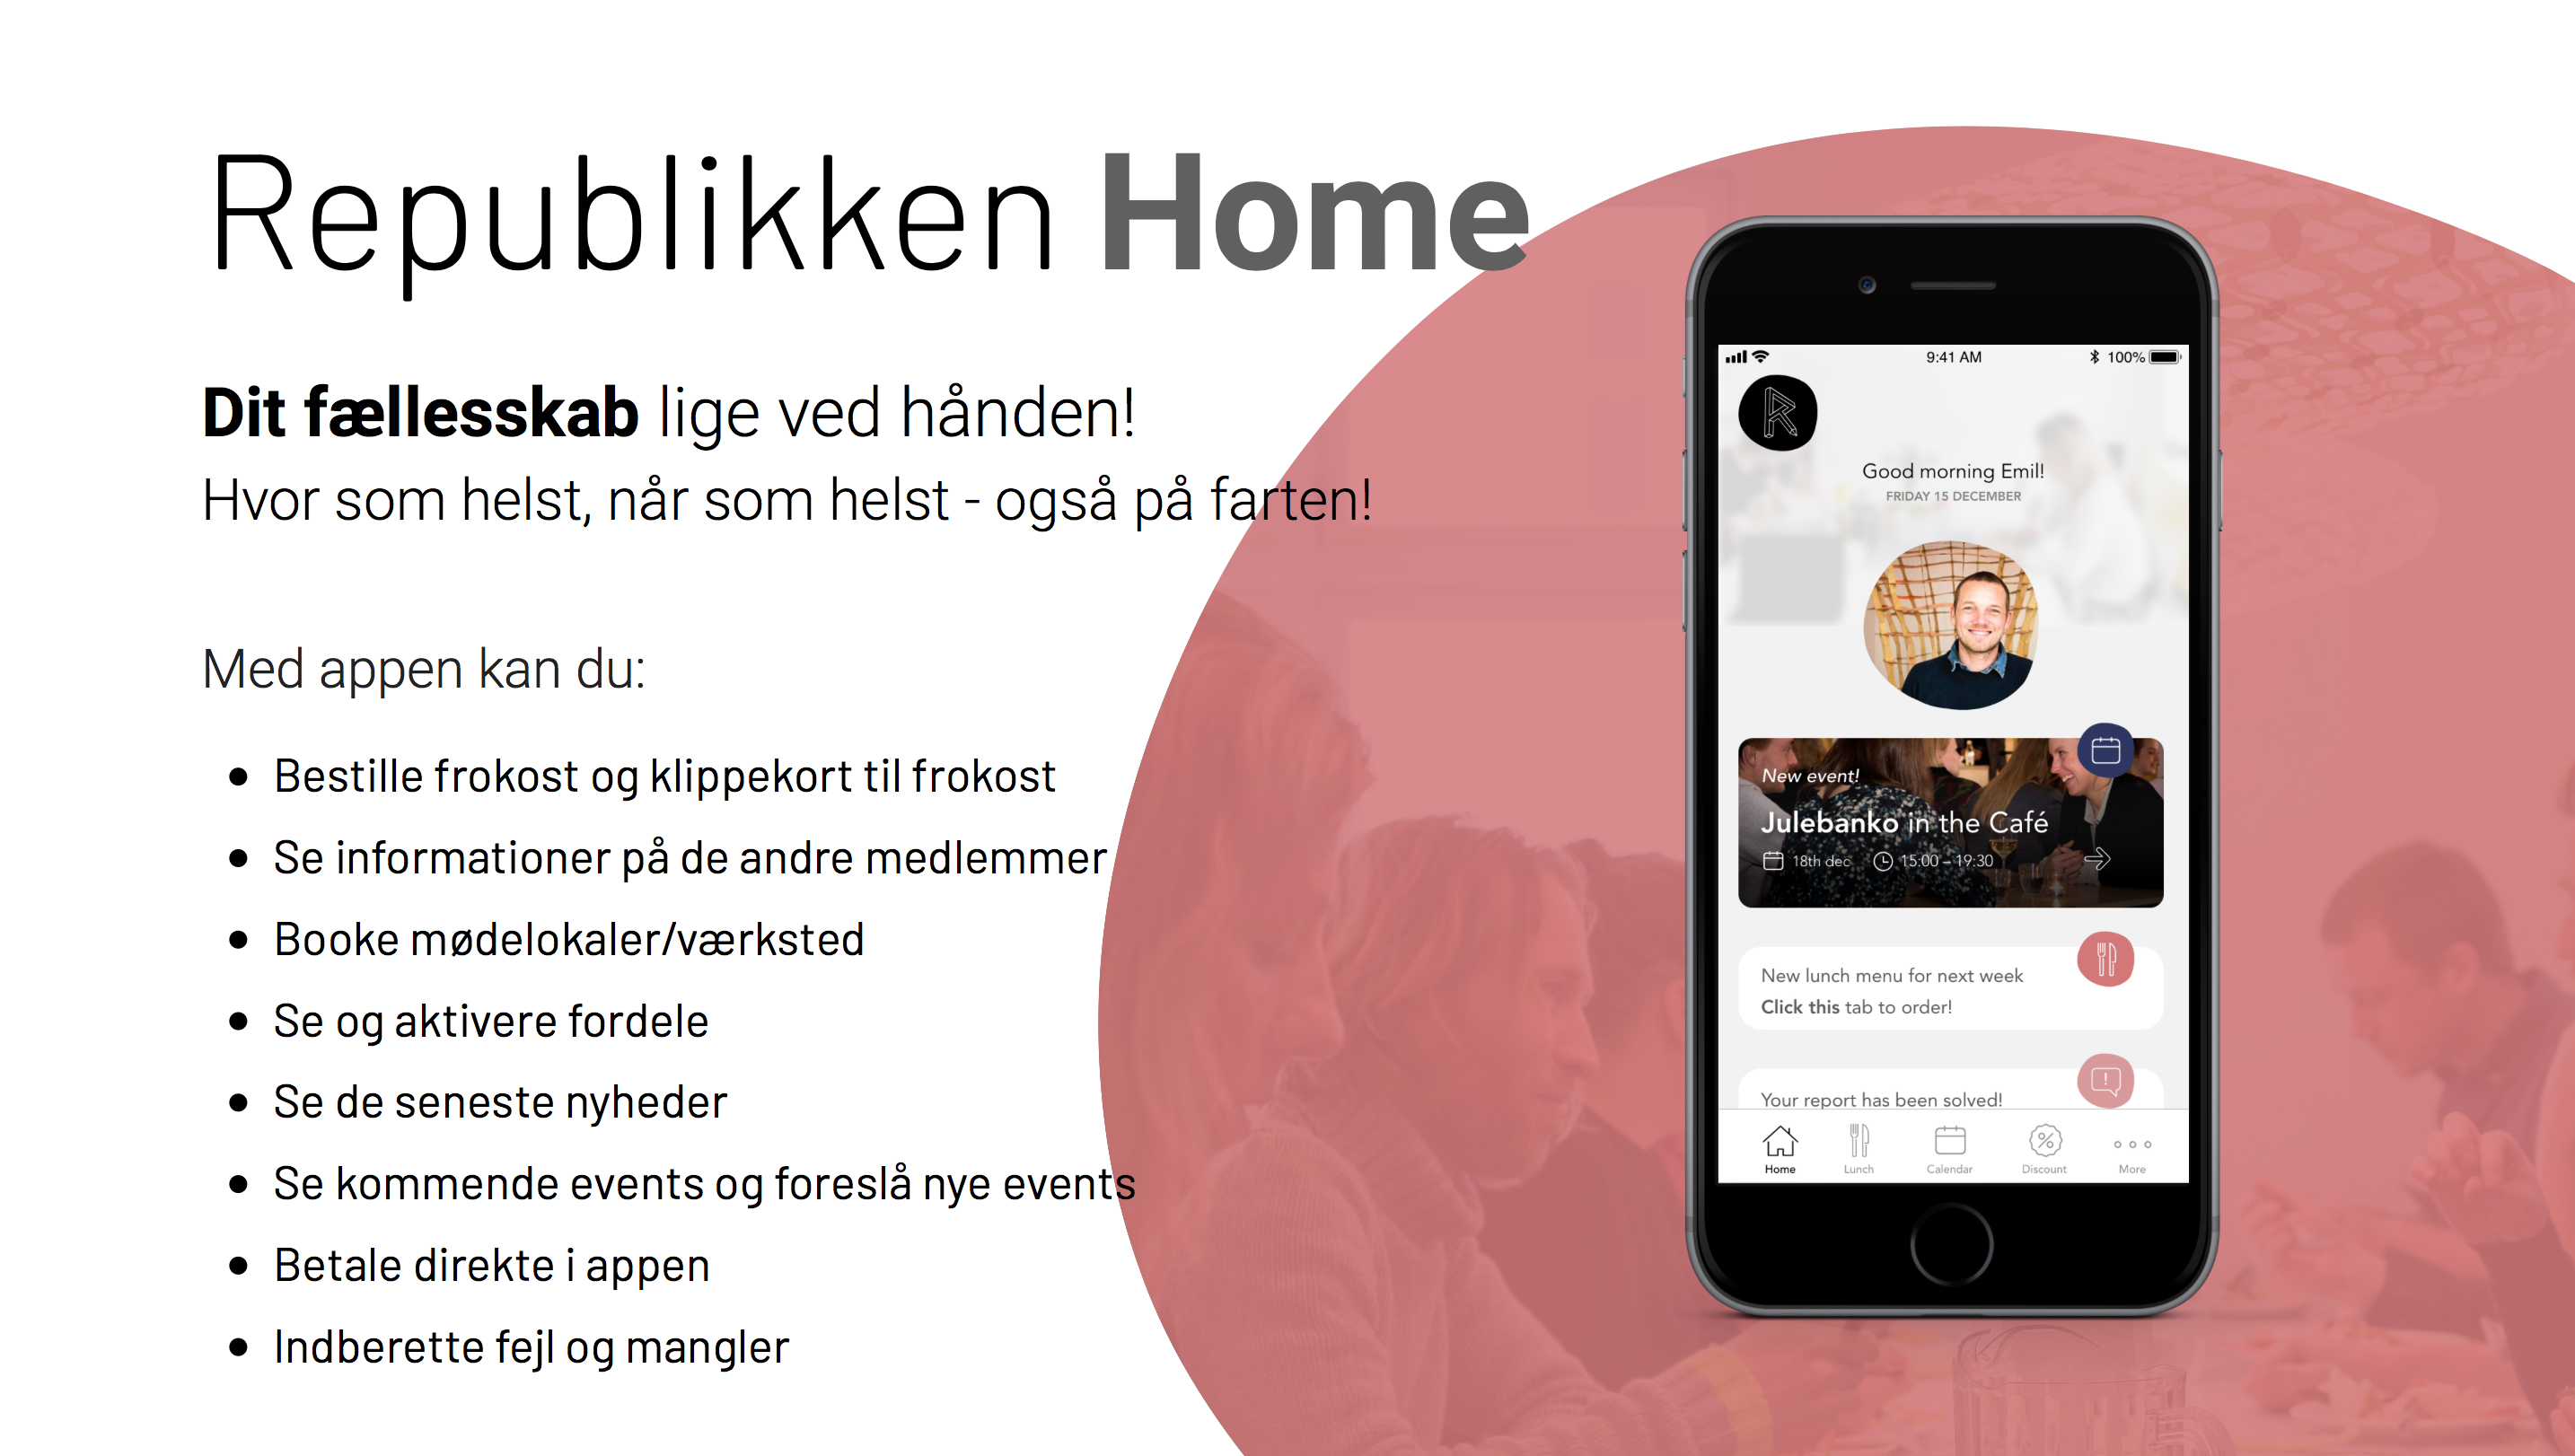 Republikken Home
Dit fællesskab lige ved hånden!
Hvor som helst, når som helst - også på farten!
Med appen kan du:
Bestille frokost og klippekort til frokost
Se informationer på de andre medlemmer
Booke mødelokaler/værksted
Se og aktivere fordele
Se de seneste nyheder
Se kommende events og foreslå nye events
Betale direkte i appen
Indberette fejl og mangler
9:41 AM
100%
R
Good morning Emil!
FRIDAY 15 DECEMBER
New event!
Julebanko in the Café
18th dec 15:00 – 19:30
New lunch menu for next week
Click this tab to order!
Your report has been solved!
Home Lunch Calendar Discount More